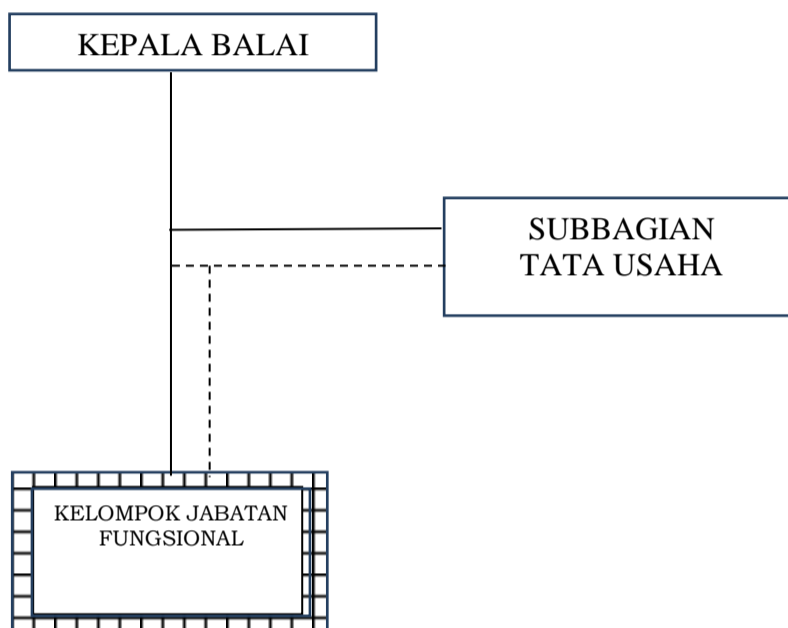 KEPALA BALAI
SUBBAGIAN
TATA USAHA
KELOMPOK JABATAN
FUNGSIONAL